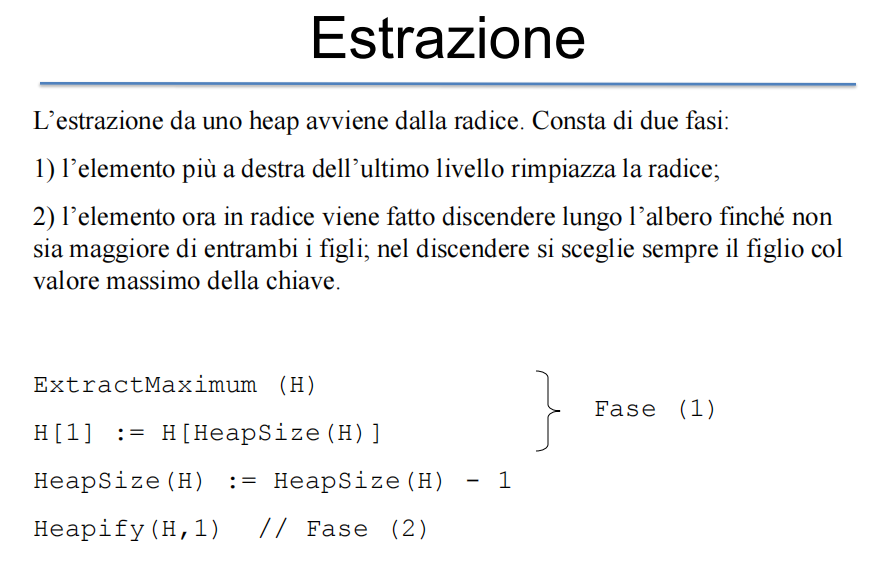 Estrazione
L’estrazione da uno heap avviene dalla radice. Consta di due fasi:
1) l’elemento più a destra dell’ultimo livello rimpiazza la radice;
2) l’elemento ora in radice viene fatto discendere lungo l’albero finché non
sia maggiore di entrambi i figli; nel discendere si sceglie sempre il figlio col
valore massimo della chiave.
ExtractMaximum (H)
Fase (1)
H[1] := H[HeapSize(H)]
HeapSize(H) := HeapSize(H) - 1
Heapify(H,1) // Fase (2)